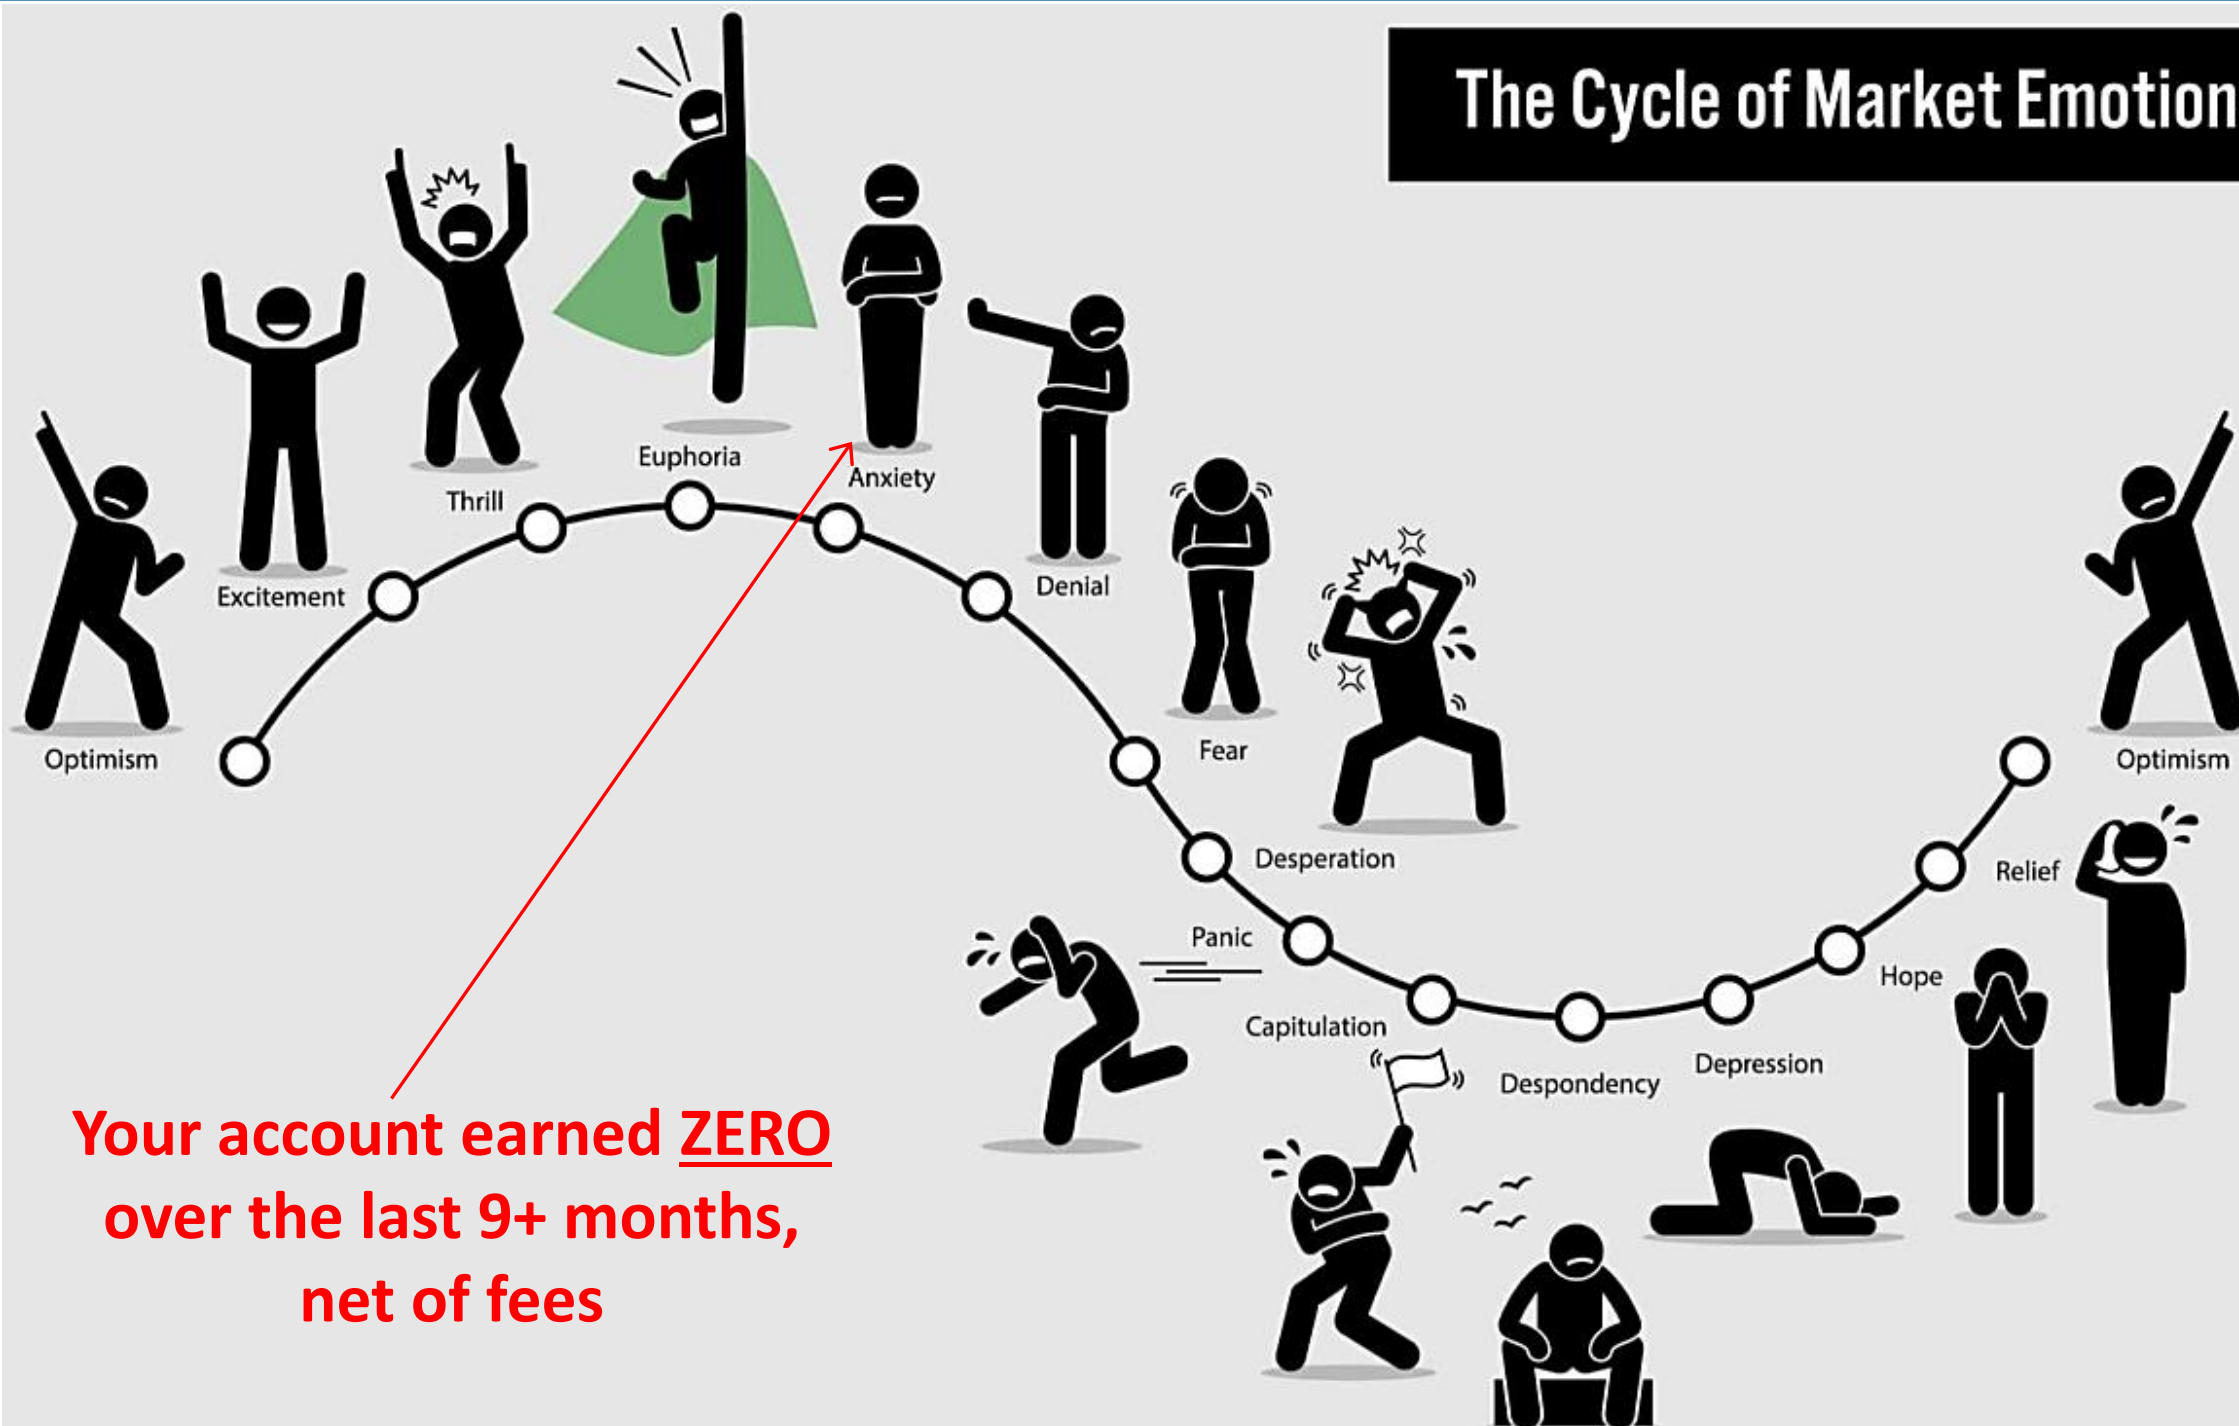 The Cycle of Market Emotion
Euphoria
Anxiety
Thrill
Excitement
Denial
Optimism
Fear
Optimism
Desperation
Relief
Panic
Hope
Capitulation
Despondency
Depression
Your account earned ZERO
over the last 9+ months,
net of fees